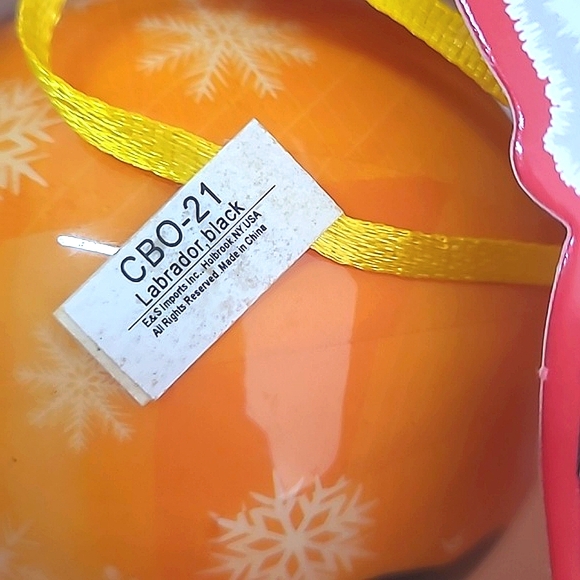 CBO-21
Labrador,black
E&S Imports Inc., Holbrook,NY,USA
All Rights Reserved ,Made in China